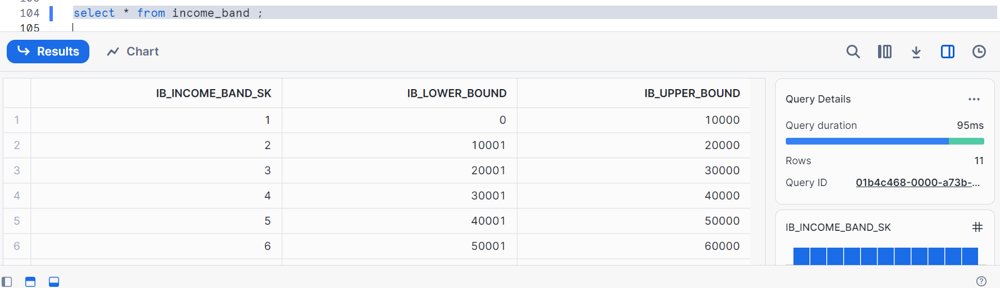 104 select * from income_band ;
105
Results Chart
IB_INCOME_BAND_SK IB_LOWER_BOUND IB_UPPER_BOUND
1 1 0 10000
2 2 10001 20000
3 3 20001 30000
4 4 30001 40000
5 5 40001 50000
6 6 50001 60000
Query Details ...
Query duration 95ms
Rows 11
Query ID 01b4c468-0000-a73b-...
IB_INCOME_BAND_SK #